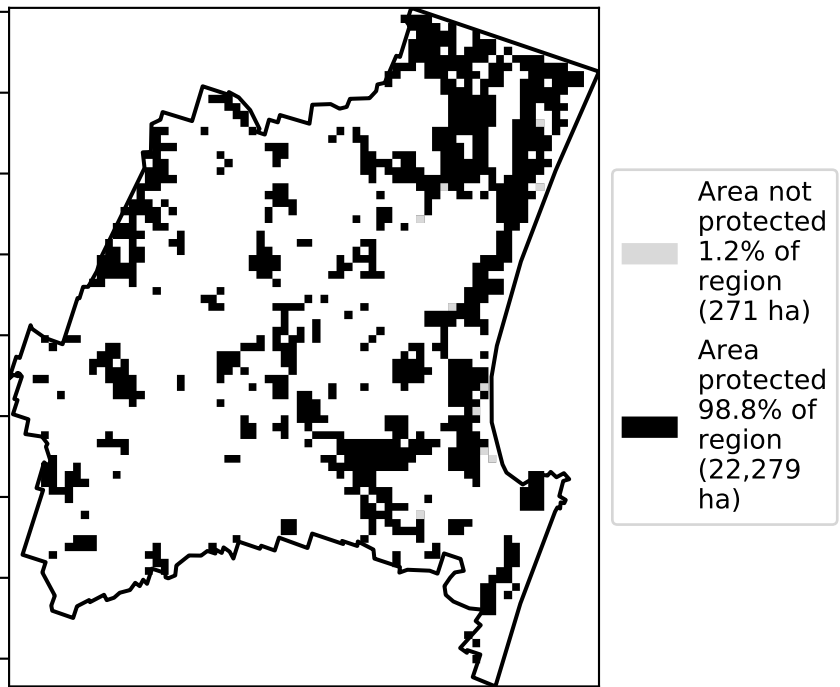 Area not
protected
1.2% of
region
(271 ha)
Area
protected
98.8% of
region
(22,279
ha)